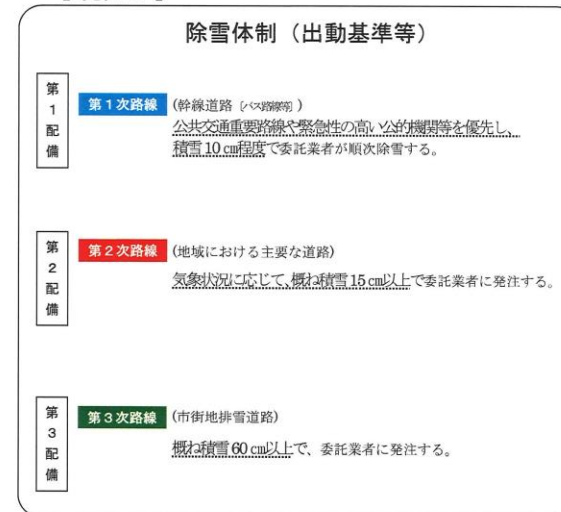 除雪体制（出動基準等）
第1配備
第１次路線 (幹線道路〔バス路線等〕)
公共交通重要路線や緊急性の高い公的機関等を優先し、
積雪10㎝程度で委託業者が順次除雪する。
第2配備
第２次路線 (地域における主要な道路)
気象状況に応じて、概ね積雪15㎝以上で委託業者に発注する。
第3配備
第３次路線 (市街地排雪道路)
概ね積雪60㎝以上で、委託業者に発注する。